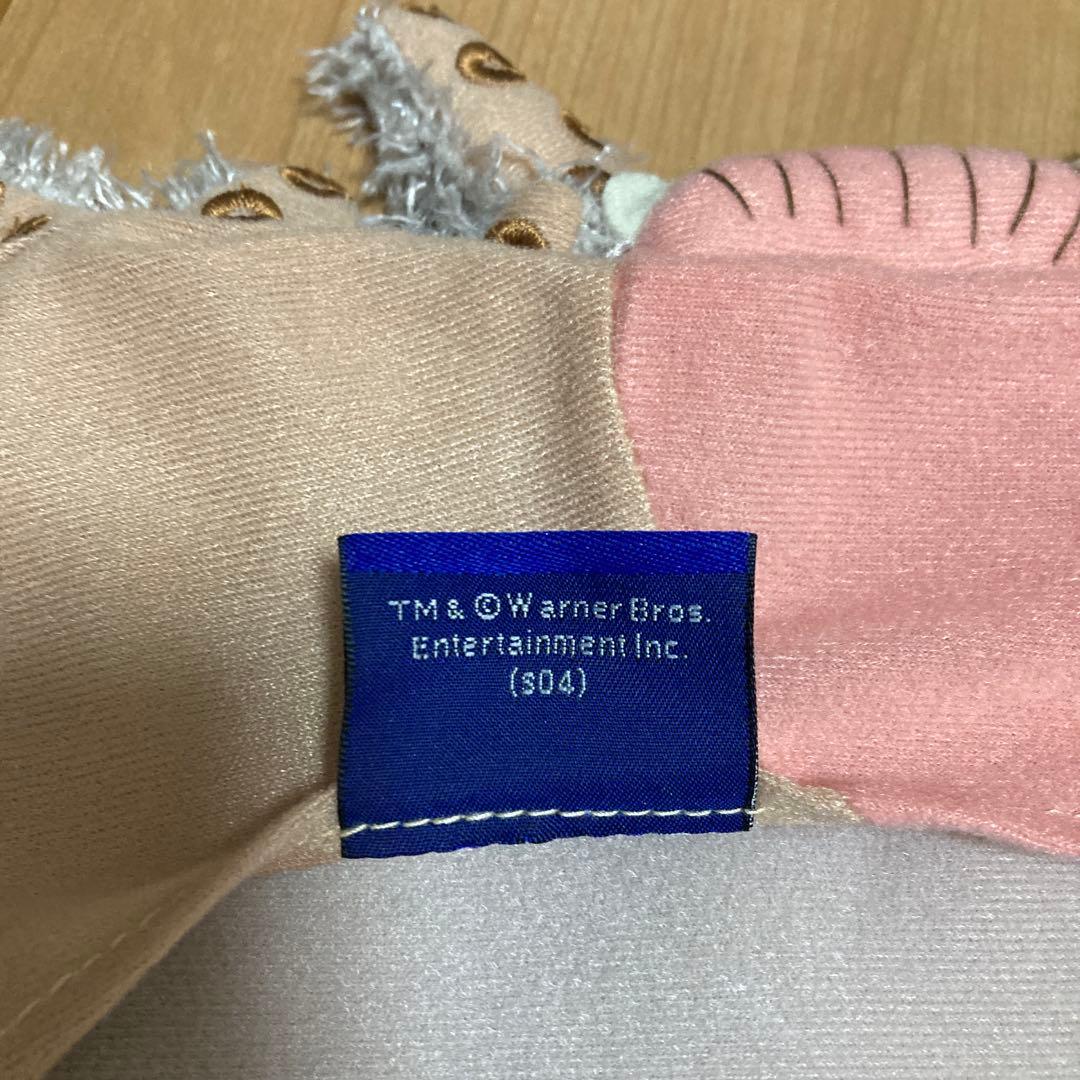 TM & © Warner Bros.
Entertainment Inc.
(s04)